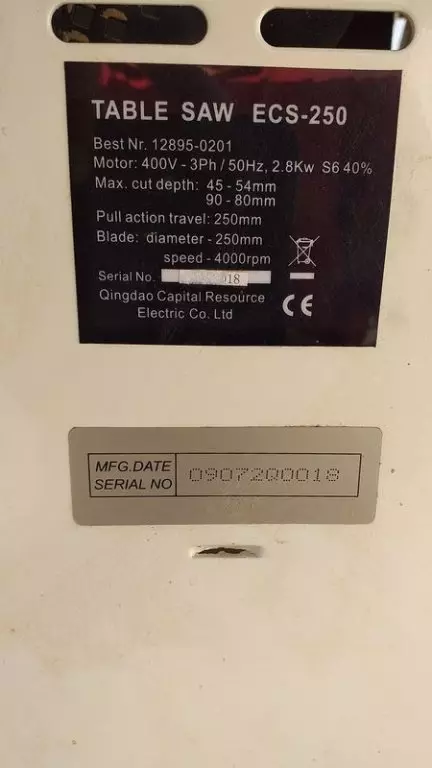 TABLE SAW ECS-250
Best Nr. 12895-0201
Motor: 400V - 3Ph / 50Hz, 2.8Kw S6 40%
Max. cut depth: 45 - 54mm
90 - 80mm
Pull action travel: 250mm
Blade: diameter - 250mm
speed - 4000rpm
Serial No.
Qingdao Capital Resource
Electric Co. Ltd
CE
MFG.DATE
SERIAL NO
09072Q0018